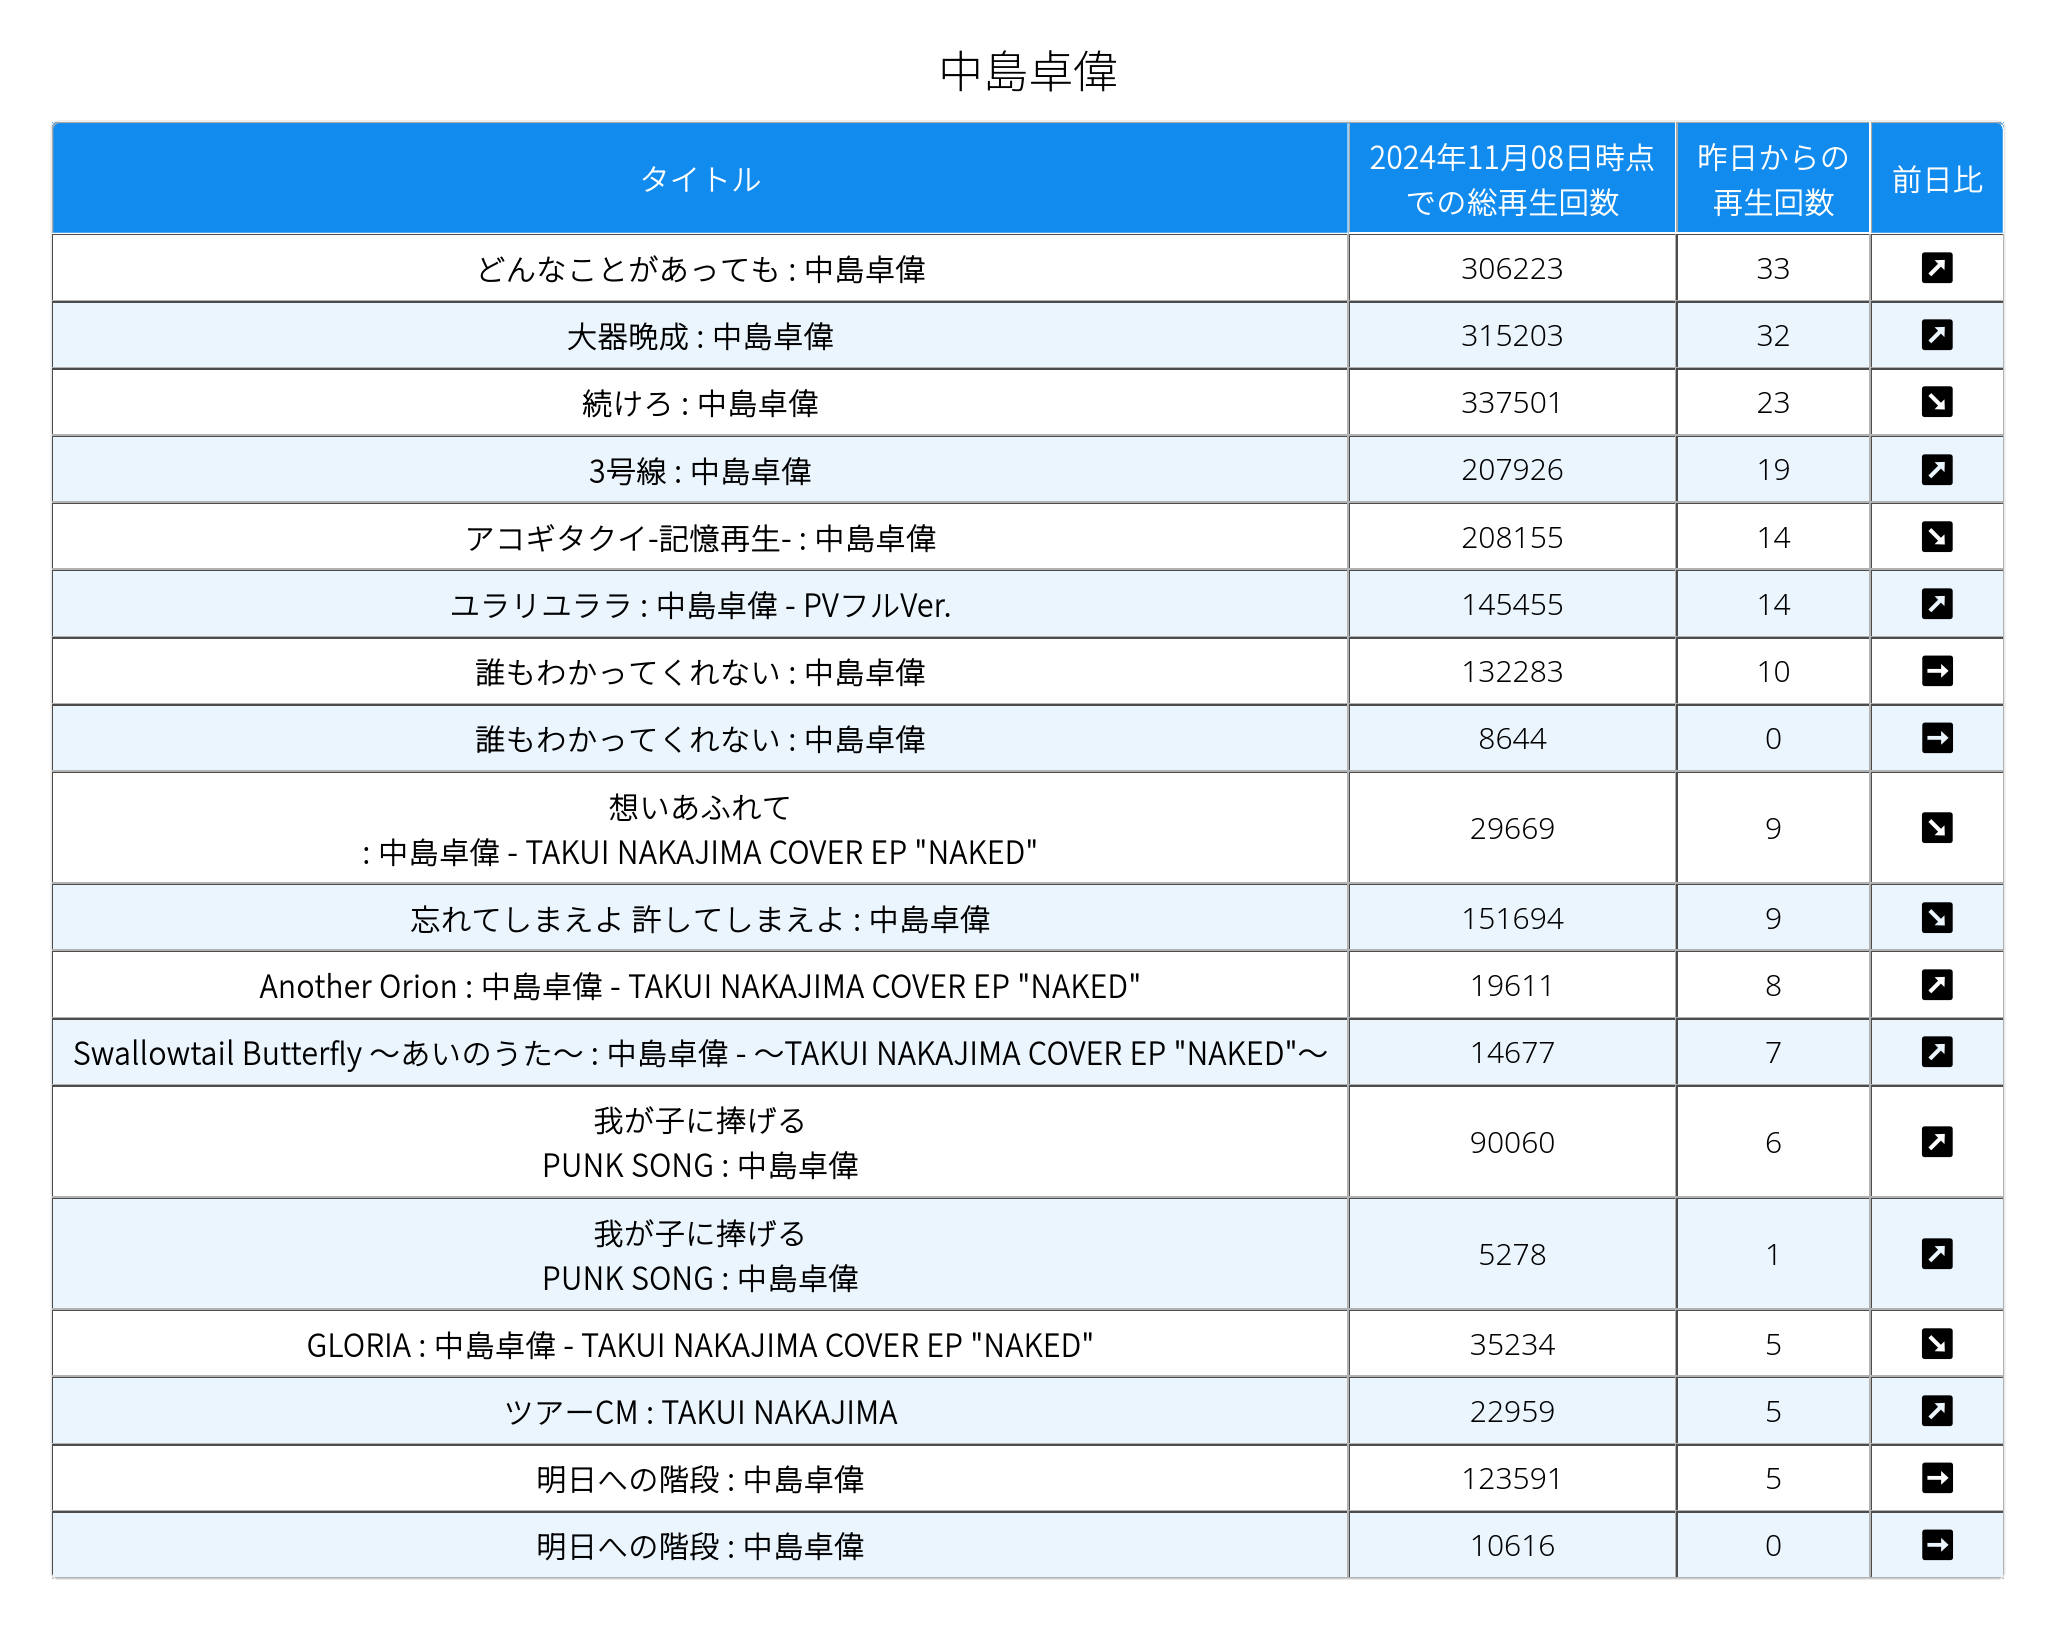 中島卓偉
タイトル
2024年11月08日時点
での総再生回数
昨日からの
再生回数
前日比
どんなことがあっても : 中島卓偉 306223 33 ↗
大器晩成 : 中島卓偉 315203 32 ↗
続けろ : 中島卓偉 337501 23 ↘
3号線 : 中島卓偉 207926 19 ↗
アコギタクイ-記憶再生- : 中島卓偉 208155 14 ↘
ユラリユララ : 中島卓偉 - PVフルVer. 145455 14 ↗
誰もわかってくれない : 中島卓偉 132283 10 →
誰もわかってくれない : 中島卓偉 8644 0 →
想いあふれて
: 中島卓偉 - TAKUI NAKAJIMA COVER EP "NAKED" 29669 9 ↘
忘れてしまえよ 許してしまえよ : 中島卓偉 151694 9 ↘
Another Orion : 中島卓偉 - TAKUI NAKAJIMA COVER EP "NAKED" 19611 8 ↗
Swallowtail Butterfly 〜あいのうた〜 : 中島卓偉 - 〜TAKUI NAKAJIMA COVER EP "NAKED"〜 14677 7 ↗
我が子に捧げる
PUNK SONG : 中島卓偉 90060 6 ↗
我が子に捧げる
PUNK SONG : 中島卓偉 5278 1 ↗
GLORIA : 中島卓偉 - TAKUI NAKAJIMA COVER EP "NAKED" 35234 5 ↘
ツアーCM : TAKUI NAKAJIMA 22959 5 ↗
明日への階段 : 中島卓偉 123591 5 →
明日への階段 : 中島卓偉 10616 0 →